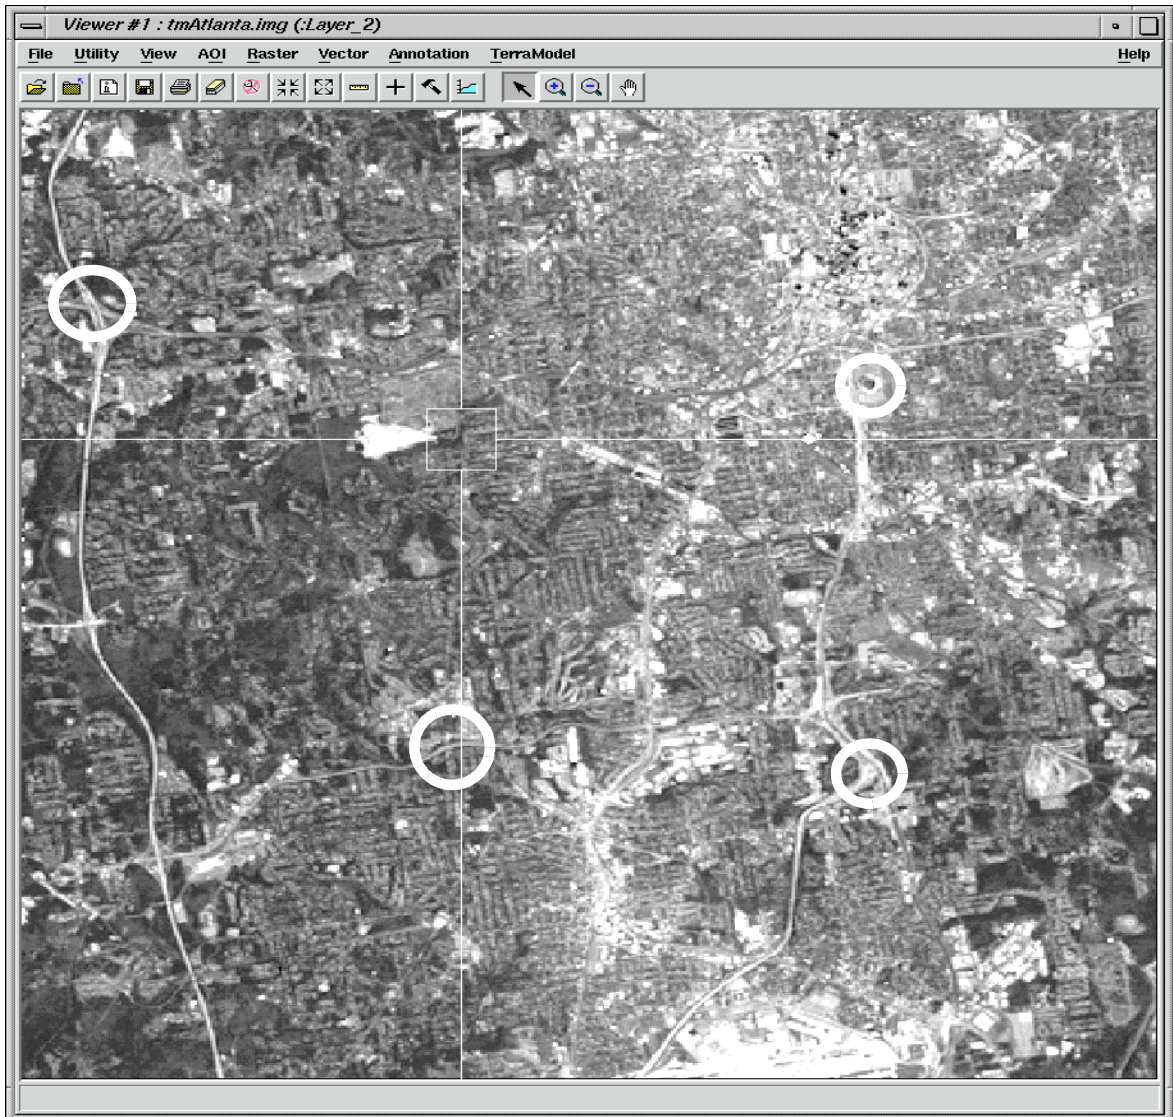 Viewer #1 : tmAtlanta.img (:Layer_2)
File Utility View AOI Raster Vector Annotation TerraModel Help